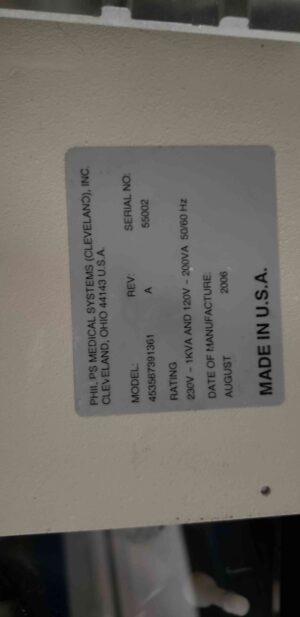 PHILIPS MEDICAL SYSTEMS (CLEVELAND), INC.
CLEVELAND, OHIO 44143 U.S.A.
MODEL: REV: SERIAL NO:
453567391361 A 55002
RATING
230V - 1KVA AND 120V - 200VA 50/60 Hz
DATE OF MANUFACTURE:
AUGUST 2006
MADE IN U.S.A.